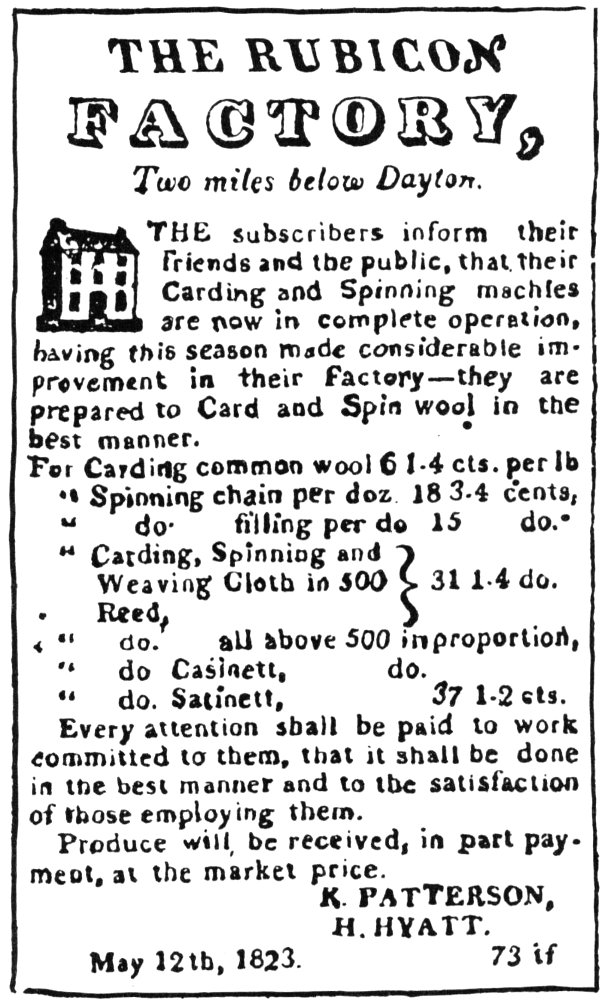 THE RUBICON
FACTORY,
Two miles below Dayton.
THE subscribers inform their
friends and the public, that their
Carding and Spinning machies
are now in complete operation,
having this season made considerable im-
provement in their Factory—they are
prepared to Card and Spin wool in the
best manner.
For Carding common wool 6 1-4 cts. per lb
" Spinning chain per doz. 18 3-4 cents,
" do. filling per do 15 do.
" Carding, Spinning and
Weaving Cloth in 500 } 31 1-4 do.
Reed,
" do. all above 500 in proportion,
" do Casinett, do.
" do. Satinett, 37 1-2 cts.
Every attention shall be paid to work
committed to them, that it shall be done
in the best manner and to the satisfaction
of those employing them.
Produce will be received, in part pay-
ment, at the market price.
K. PATTERSON,
H. HYATT.
May 12th, 1823. 73 tf